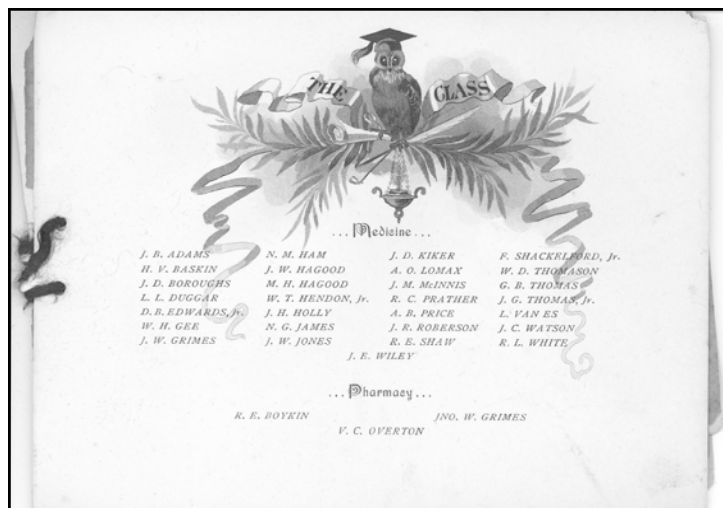 THE CLASS
...Medicine...
J. B. ADAMS N. M. HAM J. D. KIKER F. SHACKELFORD, Jr.
H. V. BASKIN J. W. HAGOOD A. O. LOMAX W. D. THOMASON
J. D. BOROUGHS M. H. HAGOOD J. M. McINNIS G. B. THOMAS
L. L. DUGGAR W. T. HENDON, Jr. R. C. PRATHER J. G. THOMAS, Jr.
D. B. EDWARDS, Jr. J. H. HOLLY A. B. PRICE L. VAN ES
W. H. GEE N. G. JAMES J. R. ROBERSON J. C. WATSON
J. W. GRIMES J. W. JONES R. E. SHAW R. L. WHITE
J. E. WILEY
...Pharmacy...
R. E. BOYKIN JNO. W. GRIMES
V. C. OVERTON